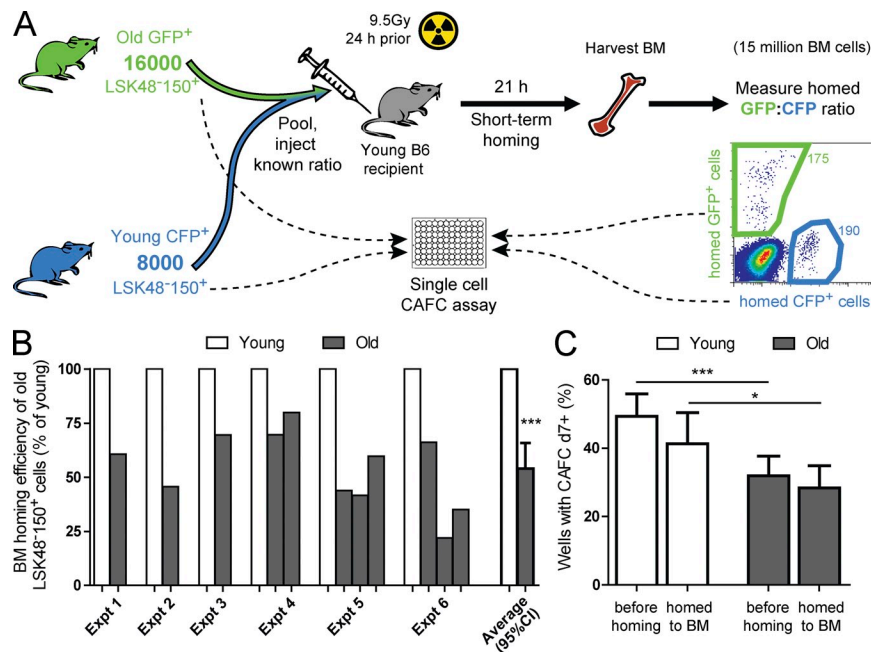 A
Old GFP⁺
16000
LSK48⁻150⁺
9.5Gy
24 h prior
Pool,
inject
known ratio
Young B6
recipient
21 h
Short-term
homing
Harvest BM
(15 million BM cells)
Measure homed
GFP:CFP ratio
Young CFP⁺
8000
LSK48⁻150⁺
Single cell
CAFC assay
homed GFP⁺ cells
175
190
homed CFP⁺ cells
B
Young
Old
BM homing efficiency of old
LSK48⁻150⁺ cells (% of young)
100
75
50
25
0
***
Expt 1
Expt 2
Expt 3
Expt 4
Expt 5
Expt 6
Average
(95%CI)
C
Young
Old
Wells with CAFC d7+ (%)
60
40
20
0
***
*
before
homing
homed
to BM
before
homing
homed
to BM